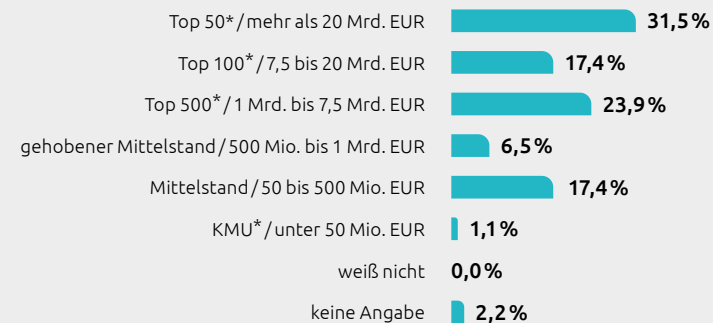 Top 50* / mehr als 20 Mrd. EUR 31,5 %
Top 100* / 7,5 bis 20 Mrd. EUR 17,4 %
Top 500* / 1 Mrd. bis 7,5 Mrd. EUR 23,9 %
gehobener Mittelstand / 500 Mio. bis 1 Mrd. EUR 6,5 %
Mittelstand / 50 bis 500 Mio. EUR 17,4 %
KMU* / unter 50 Mio. EUR 1,1 %
weiß nicht 0,0 %
keine Angabe 2,2 %